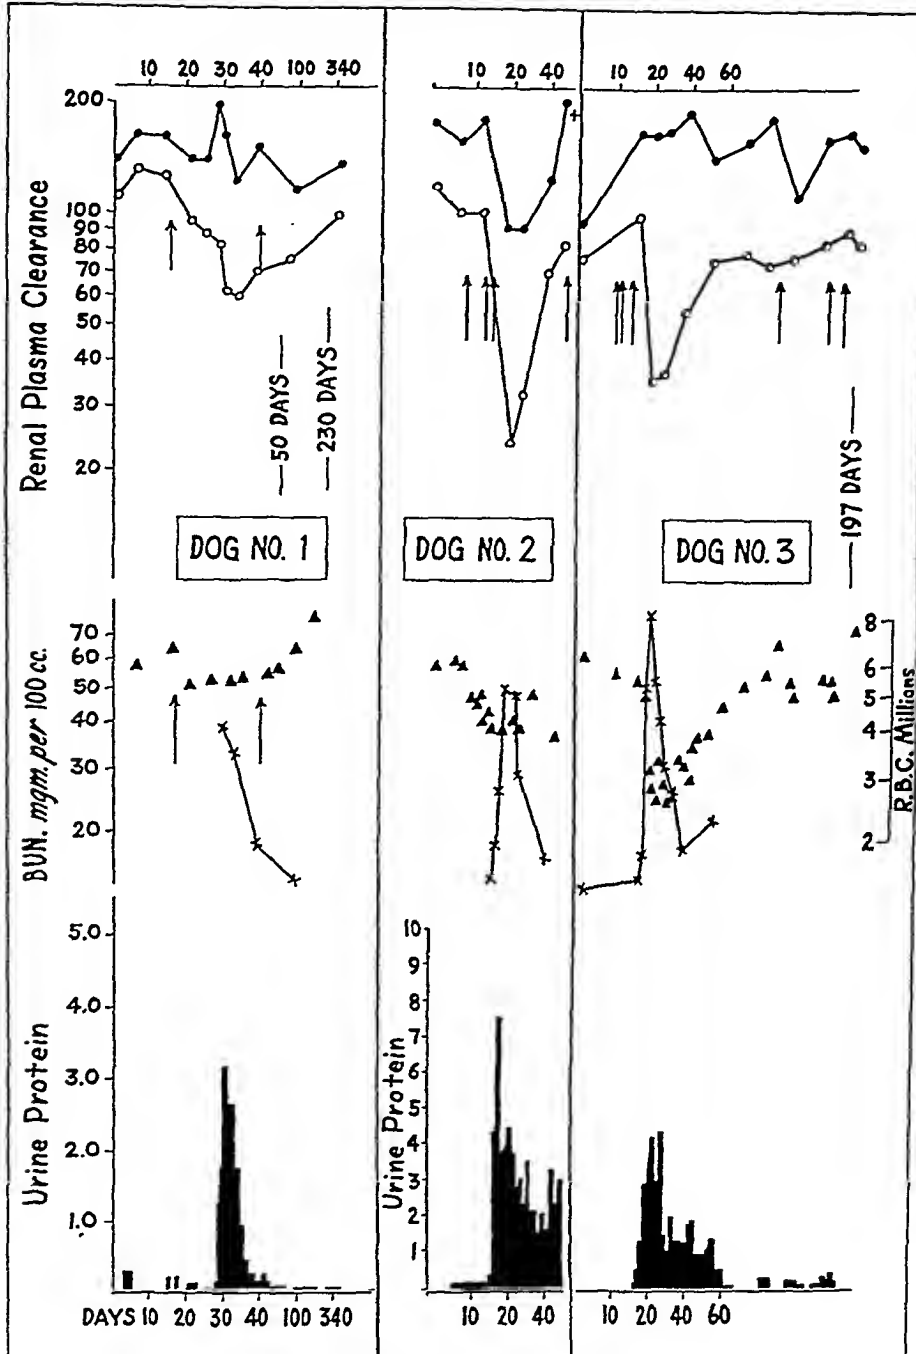 10 20 30 40 100 340
10 20 40
10 20 40 60
Renal Plasma Clearance
200
100
90
80
70
60
50
40
30
20
+
50 DAYS
230 DAYS
197 DAYS
DOG NO. 1
DOG NO. 2
DOG NO. 3
BUN. mgm. per 100 cc.
70
60
50
40
30
20
8
6
5
4
3
2
R.B.C. Millions
Urine Protein
5.0
4.0
3.0
2.0
1.0
Urine Protein
10
9
8
7
6
5
4
3
2
1
DAYS 10 20 30 40 100 340
10 20 40
10 20 40 60